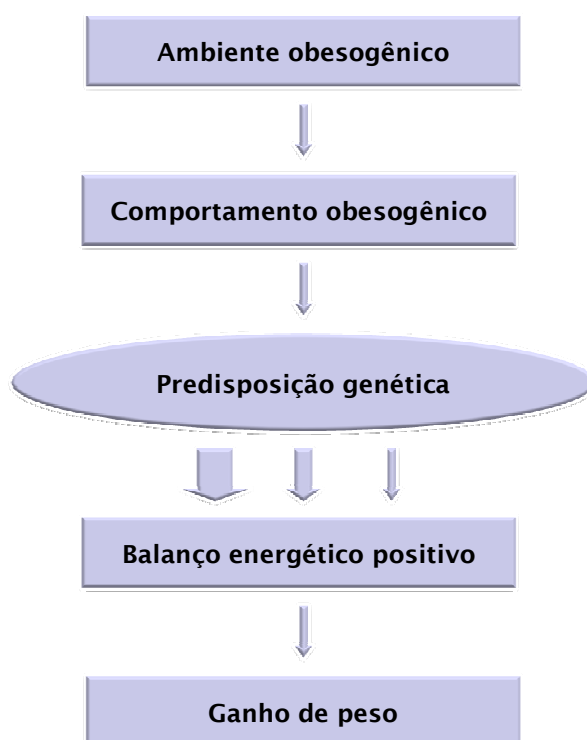 Ambiente obesogênico
Comportamento obesogênico
Predisposição genética
Balanço energético positivo
Ganho de peso